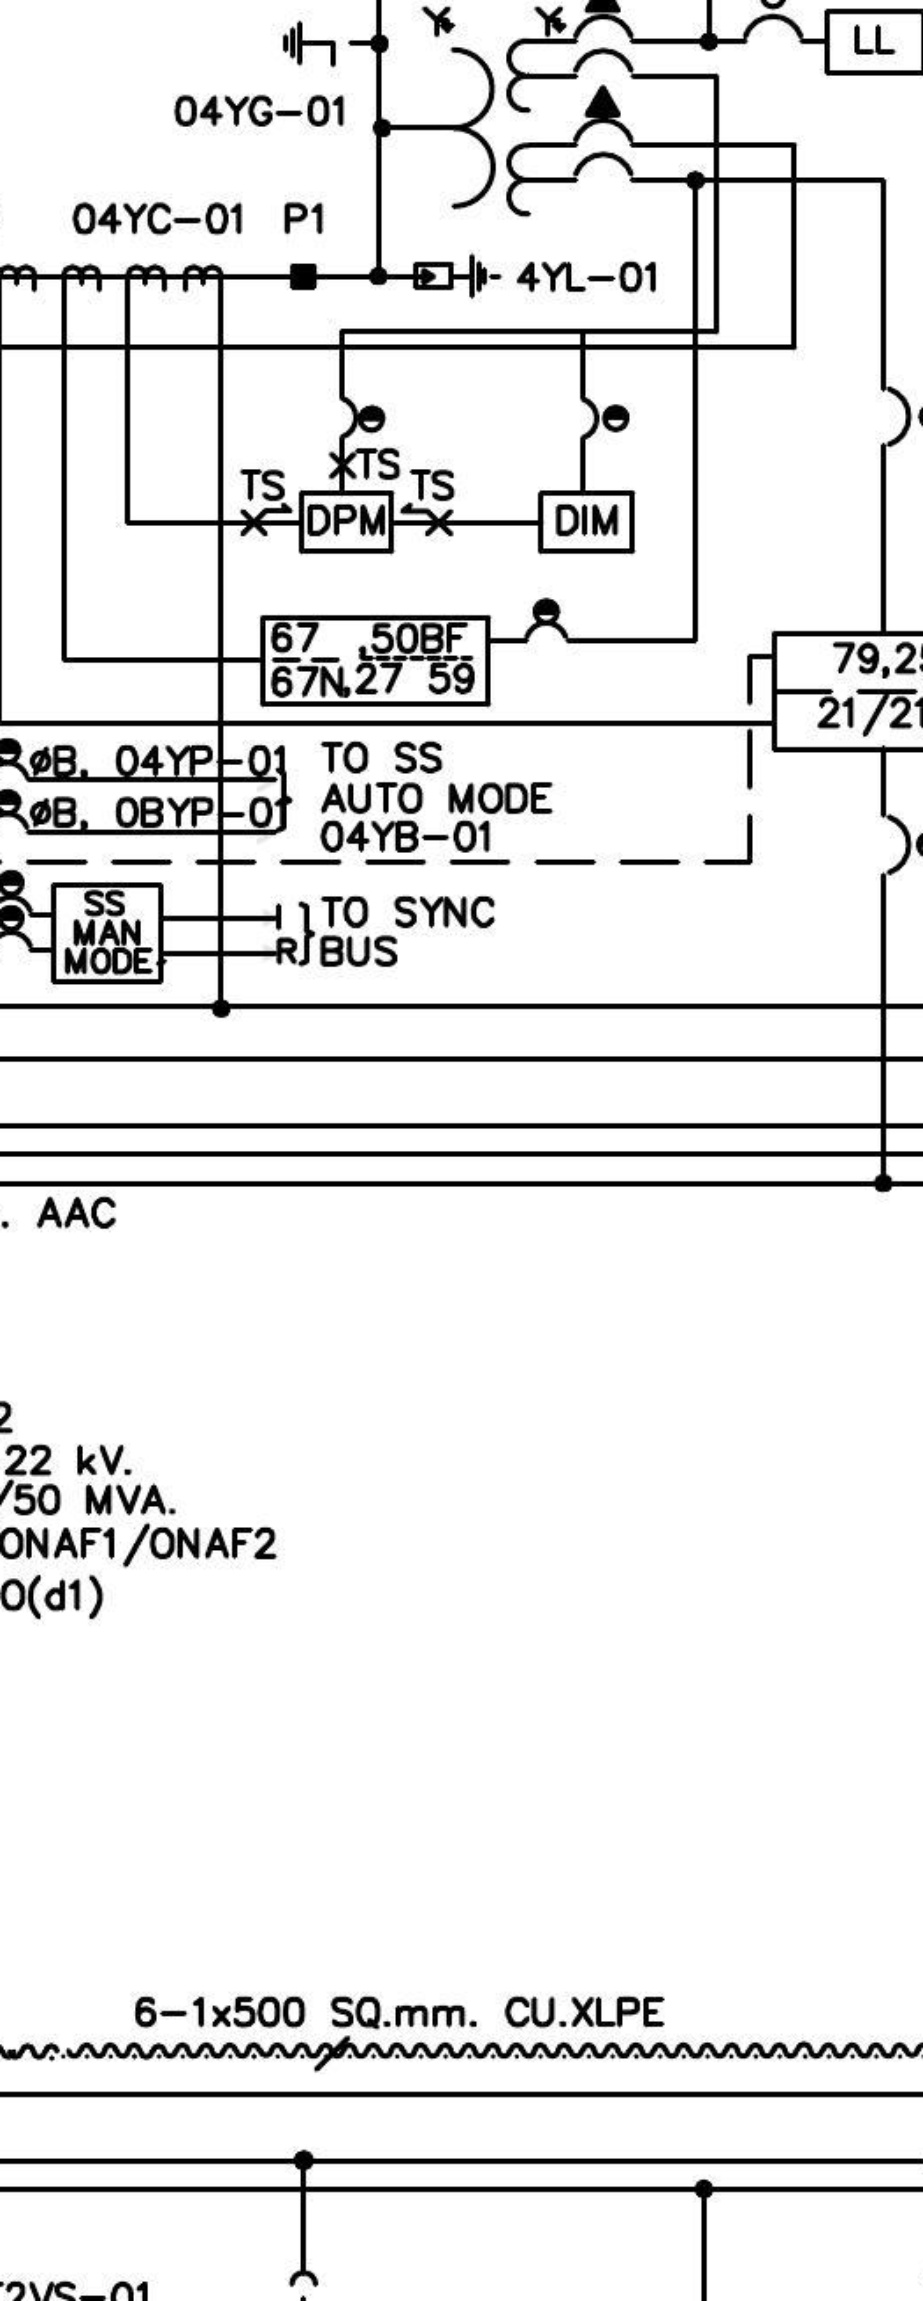 LL
04YG-01
04YC-01 P1
4YL-01
TS
TS TS
DPM DIM
67 ,50BF
67N,27 59
79,25
21/21
øB, 04YP-01
øB, 0BYP-01
TO SS
AUTO MODE
04YB-01
SS
MAN
MODE
I
R
TO SYNC
BUS
. AAC
2
22 kV.
/50 MVA.
ONAF1/ONAF2
0(d1)
6-1x500 SQ.mm. CU.XLPE
2VS-01